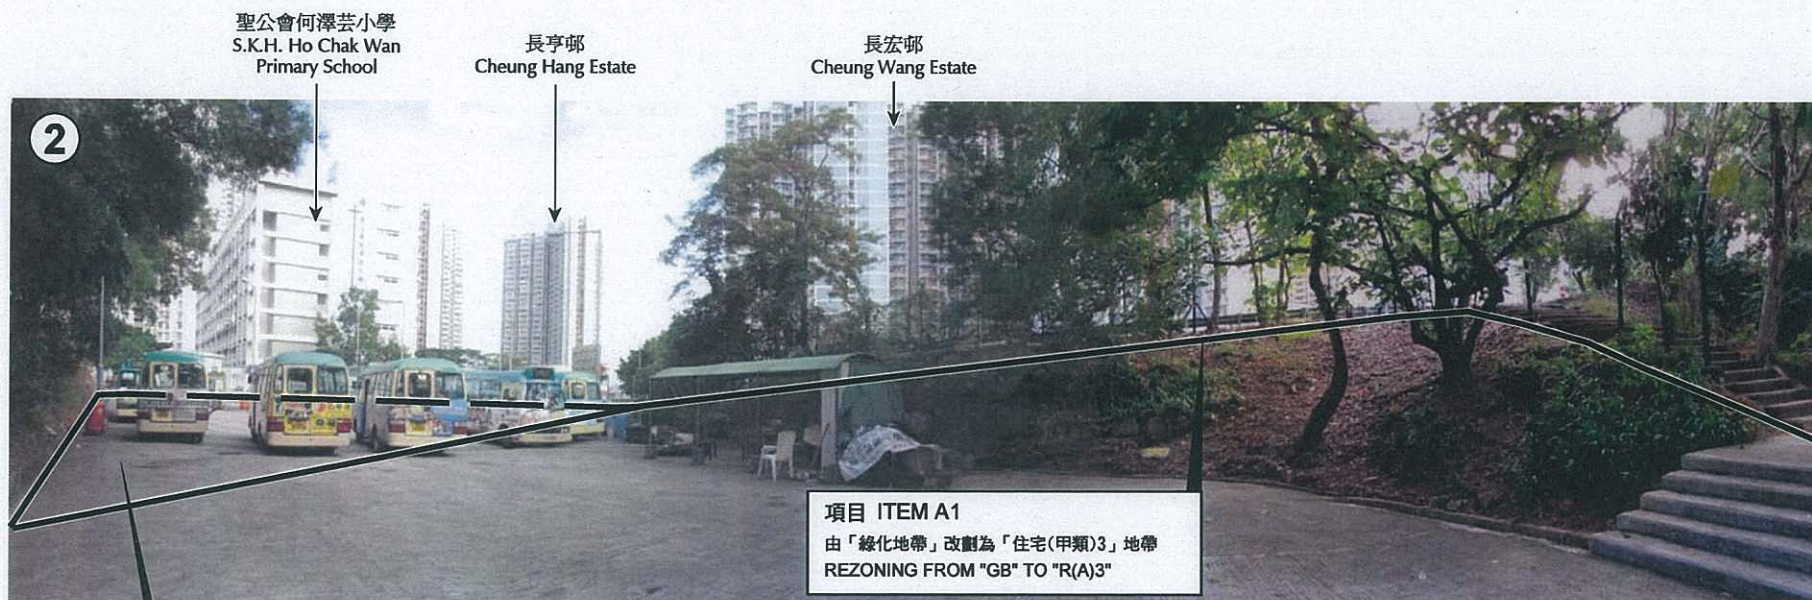 聖公會何澤芸小學
S.K.H. Ho Chak Wan
Primary School
長亨邨
Cheung Hang Estate
長宏邨
Cheung Wang Estate
2
項目 ITEM A1
由「綠化地帶」改劃為「住宅(甲類)3」地帶
REZONING FROM "GB" TO "R(A)3"